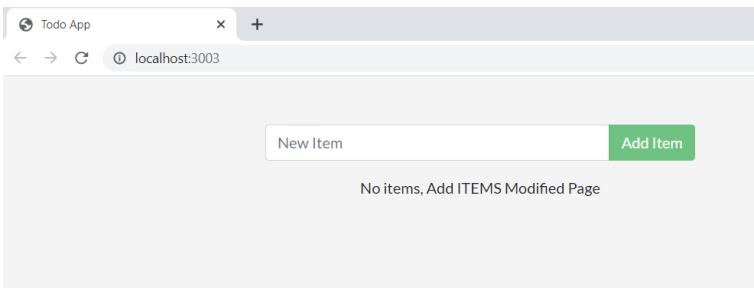 Todo App
localhost:3003
New Item
Add Item
No items, Add ITEMS Modified Page